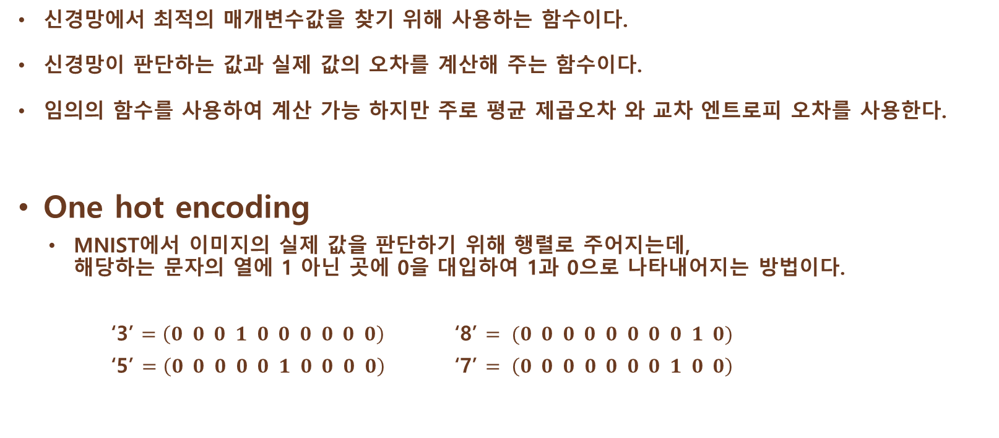 • 신경망에서 최적의 매개변수값을 찾기 위해 사용하는 함수이다.
• 신경망이 판단하는 값과 실제 값의 오차를 계산해 주는 함수이다.
• 임의의 함수를 사용하여 계산 가능 하지만 주로 평균 제곱오차 와 교차 엔트로피 오차를 사용한다.
• One hot encoding
• MNIST에서 이미지의 실제 값을 판단하기 위해 행렬로 주어지는데,
해당하는 문자의 열에 1 아닌 곳에 0을 대입하여 1과 0으로 나타내어지는 방법이다.
‘3’ = (0 0 0 1 0 0 0 0 0 0) ‘8’ = (0 0 0 0 0 0 0 0 1 0)
‘5’ = (0 0 0 0 0 1 0 0 0 0) ‘7’ = (0 0 0 0 0 0 0 1 0 0)